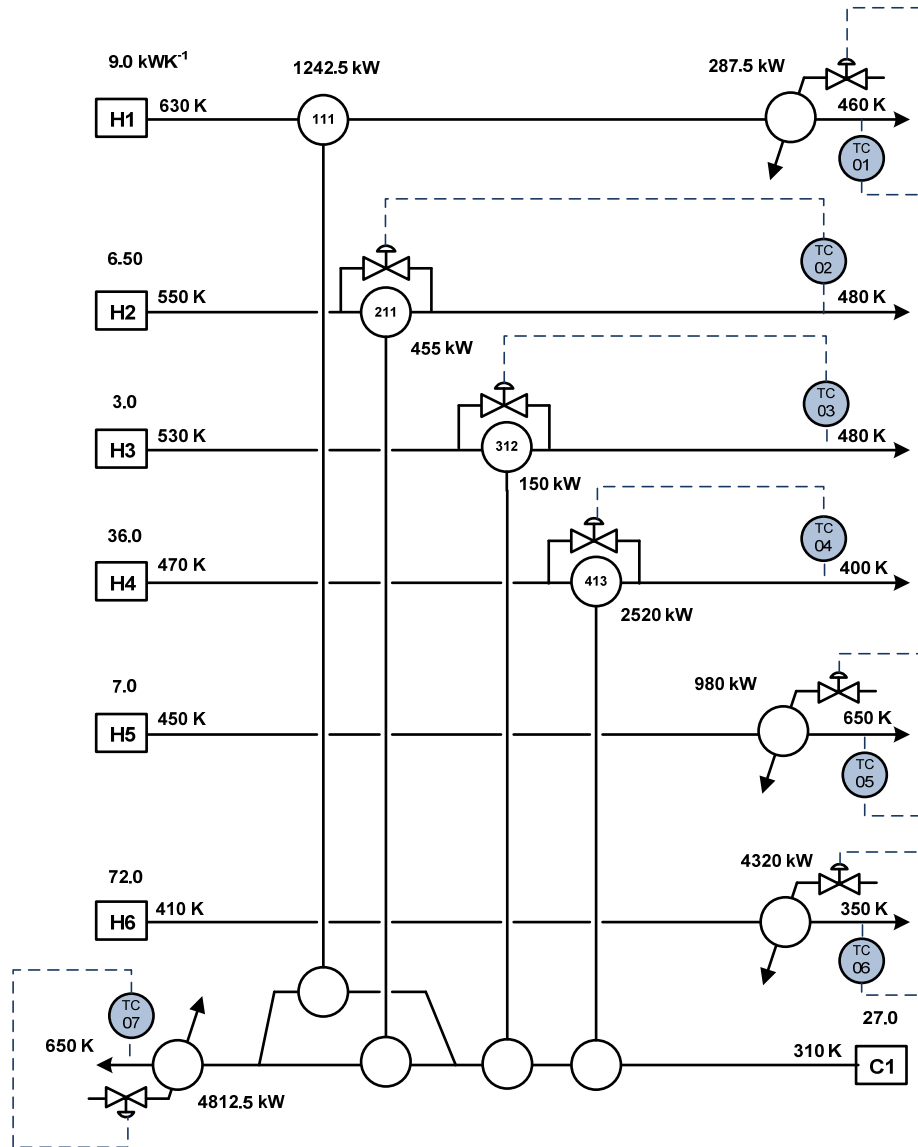 9.0 kWK⁻¹
1242.5 kW
287.5 kW
H1
630 K
111
460 K
TC
01
6.50
TC
02
H2
550 K
211
480 K
455 kW
3.0
TC
03
H3
530 K
312
480 K
150 kW
36.0
TC
04
H4
470 K
413
400 K
2520 kW
7.0
980 kW
H5
450 K
650 K
TC
05
72.0
4320 kW
H6
410 K
350 K
TC
06
TC
07
27.0
650 K
310 K
C1
4812.5 kW